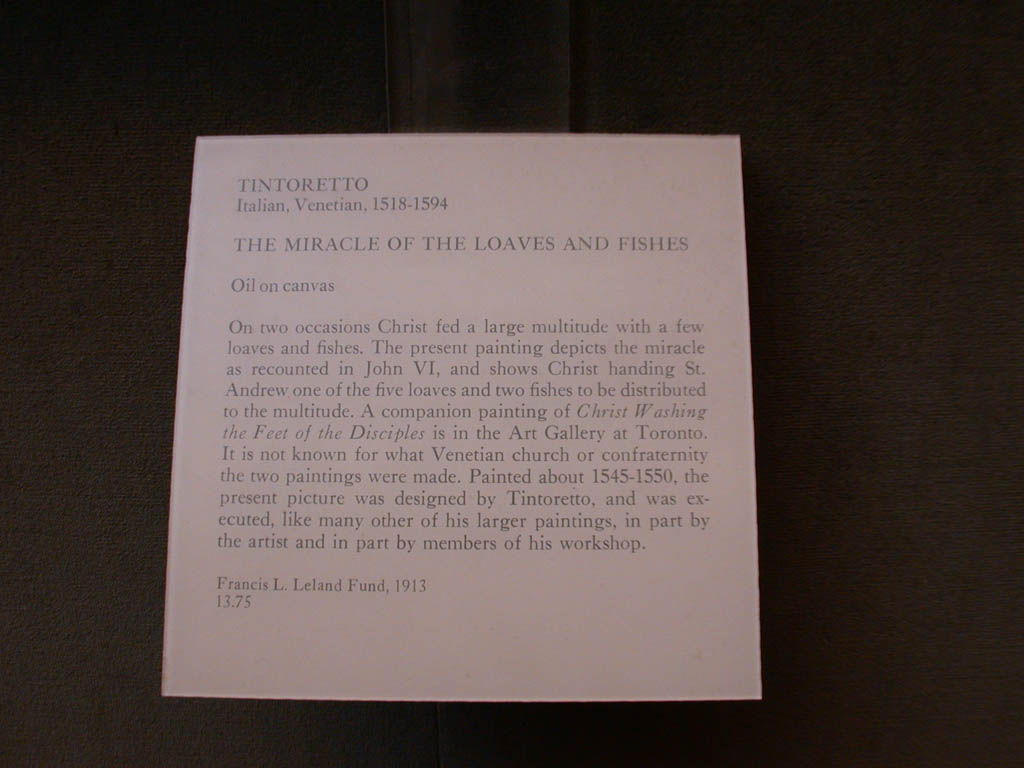 TINTORETTO
Italian, Venetian, 1518-1594
THE MIRACLE OF THE LOAVES AND FISHES
Oil on canvas
On two occasions Christ fed a large multitude with a few
loaves and fishes. The present painting depicts the miracle
as recounted in John VI, and shows Christ handing St.
Andrew one of the five loaves and two fishes to be distributed
to the multitude. A companion painting of Christ Washing
the Feet of the Disciples is in the Art Gallery at Toronto.
It is not known for what Venetian church or confraternity
the two paintings were made. Painted about 1545-1550, the
present picture was designed by Tintoretto, and was ex-
ecuted, like many other of his larger paintings, in part by
the artist and in part by members of his workshop.
Francis L. Leland Fund, 1913
13.75